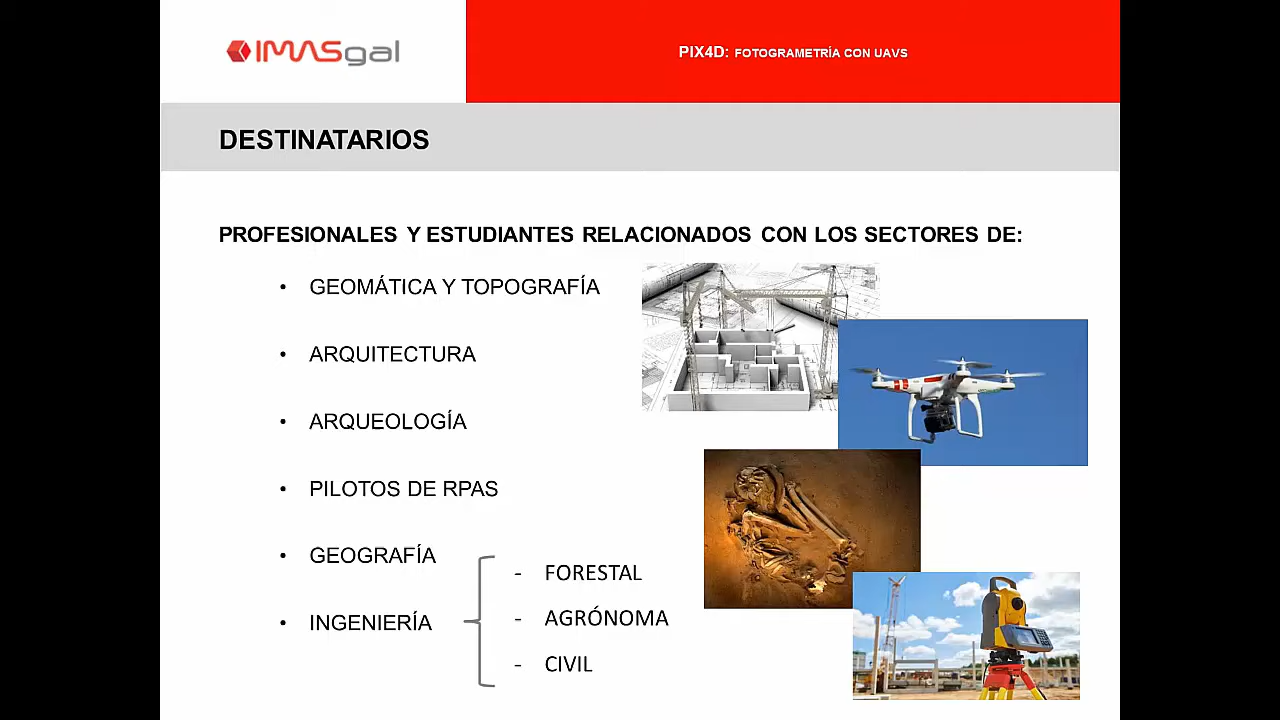 IMASgal
PIX4D: FOTOGRAMETRÍA CON UAVS
DESTINATARIOS
PROFESIONALES Y ESTUDIANTES RELACIONADOS CON LOS SECTORES DE:
• GEOMÁTICA Y TOPOGRAFÍA
• ARQUITECTURA
• ARQUEOLOGÍA
• PILOTOS DE RPAS
• GEOGRAFÍA
• INGENIERÍA
- FORESTAL
- AGRÓNOMA
- CIVIL